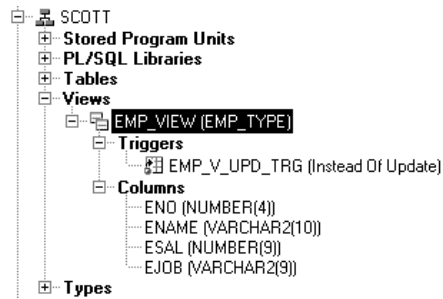 SCOTT
Stored Program Units
PL/SQL Libraries
Tables
Views
EMP_VIEW (EMP_TYPE)
Triggers
EMP_V_UPD_TRG (Instead Of Update)
Columns
ENO (NUMBER(4))
ENAME (VARCHAR2(10))
ESAL (NUMBER(9))
EJOB (VARCHAR2(9))
Types